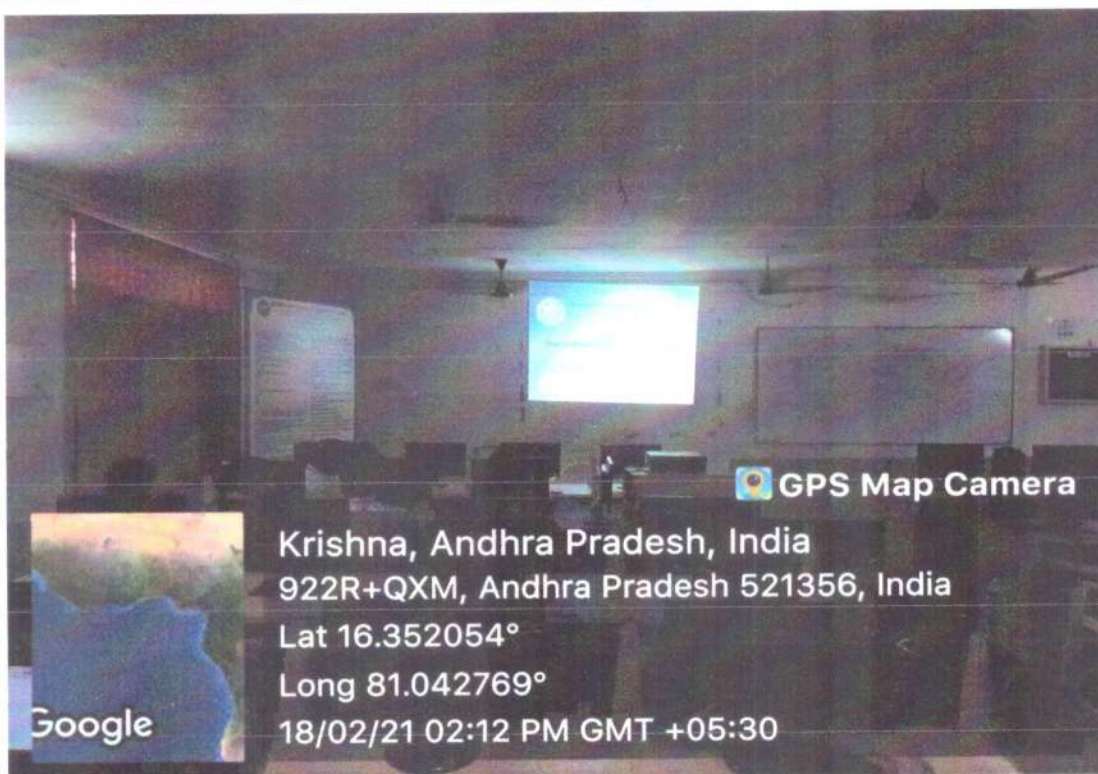 GPS Map Camera
Krishna, Andhra Pradesh, India
922R+QXM, Andhra Pradesh 521356, India
Lat 16.352054°
Long 81.042769°
18/02/21 02:12 PM GMT +05:30
Google